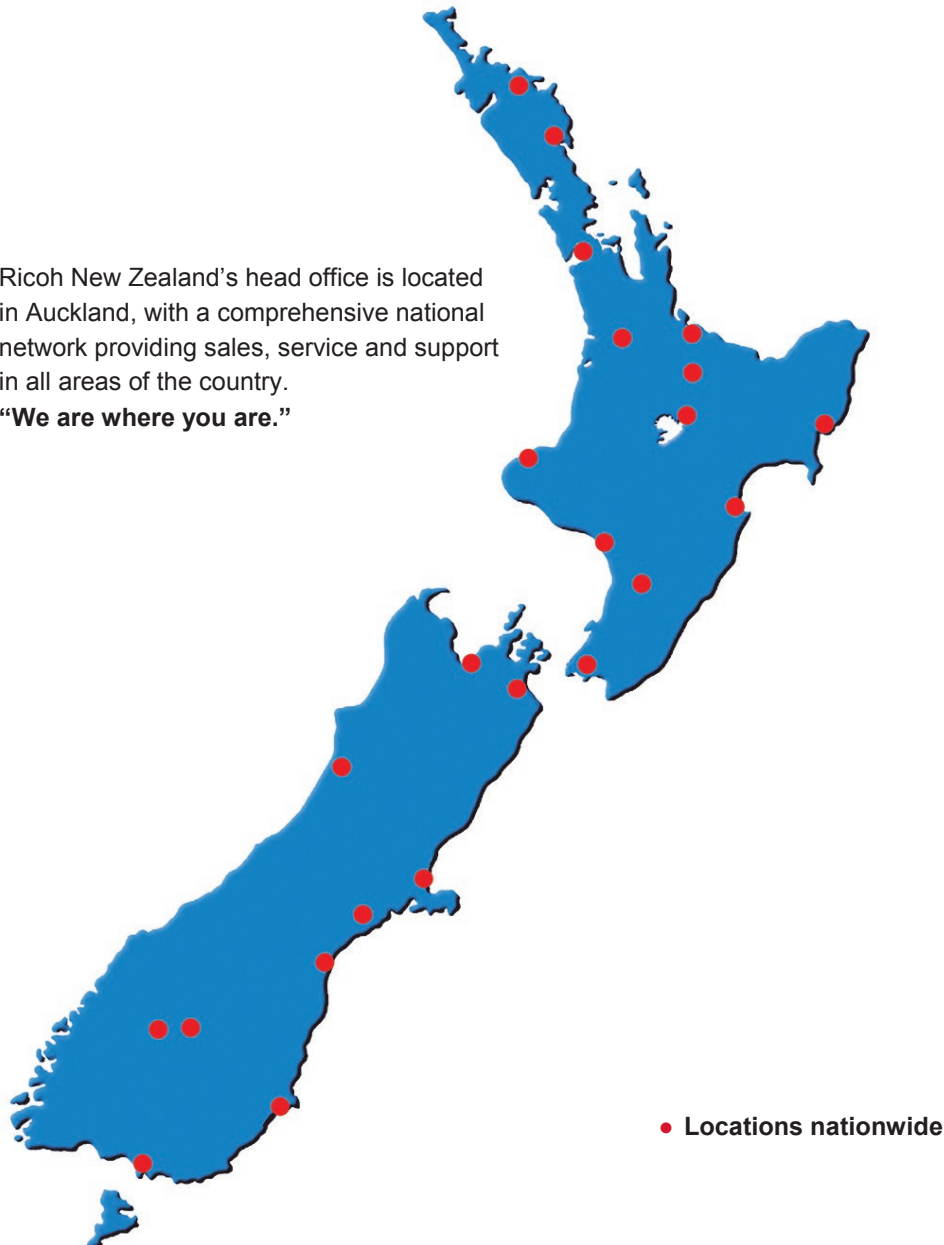 Ricoh New Zealand’s head office is located
in Auckland, with a comprehensive national
network providing sales, service and support
in all areas of the country.
“We are where you are.”
Locations nationwide